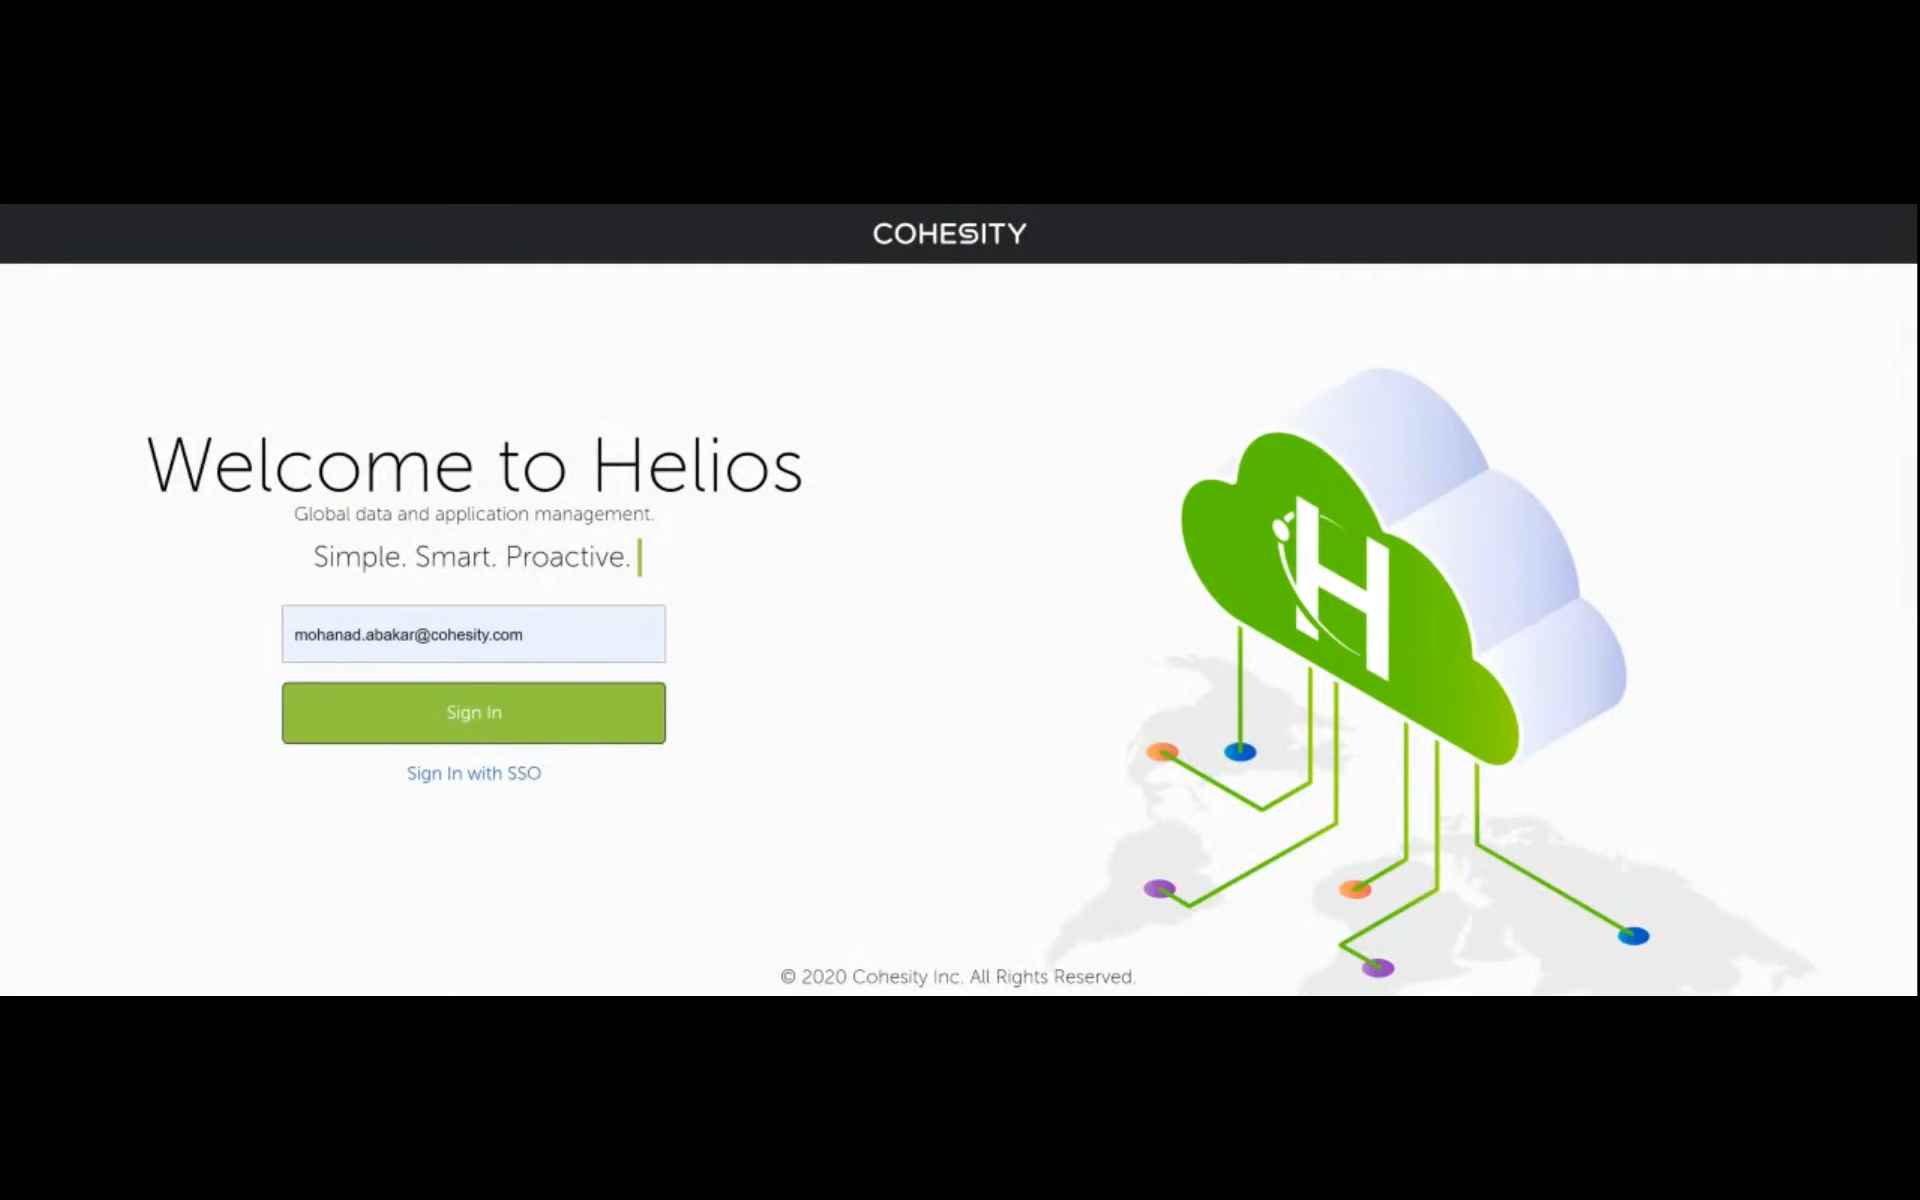 COHESITY
Welcome to Helios
Global data and application management.
Simple. Smart. Proactive.
mohanad.abakar@cohesity.com
Sign In
Sign In with SSO
H
© 2020 Cohesity Inc. All Rights Reserved.